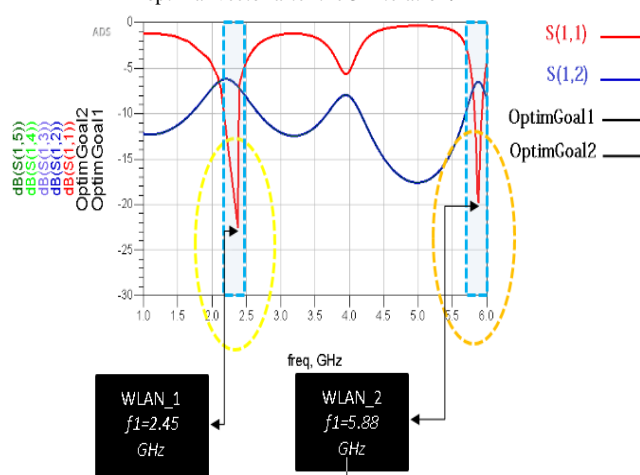 ADS
S(1,1)
S(1,2)
OptimGoal1
OptimGoal2
dB(S(1,5))
dB(S(1,4))
dB(S(1,3))
dB(S(1,2))
dB(S(1,1))
OptimGoal2
OptimGoal1
0
-5
-10
-15
-20
-25
-30
1.0 1.5 2.0 2.5 3.0 3.5 4.0 4.5 5.0 5.5 6.0
freq, GHz
WLAN_1
f1=2.45
GHz
WLAN_2
f1=5.88
GHz